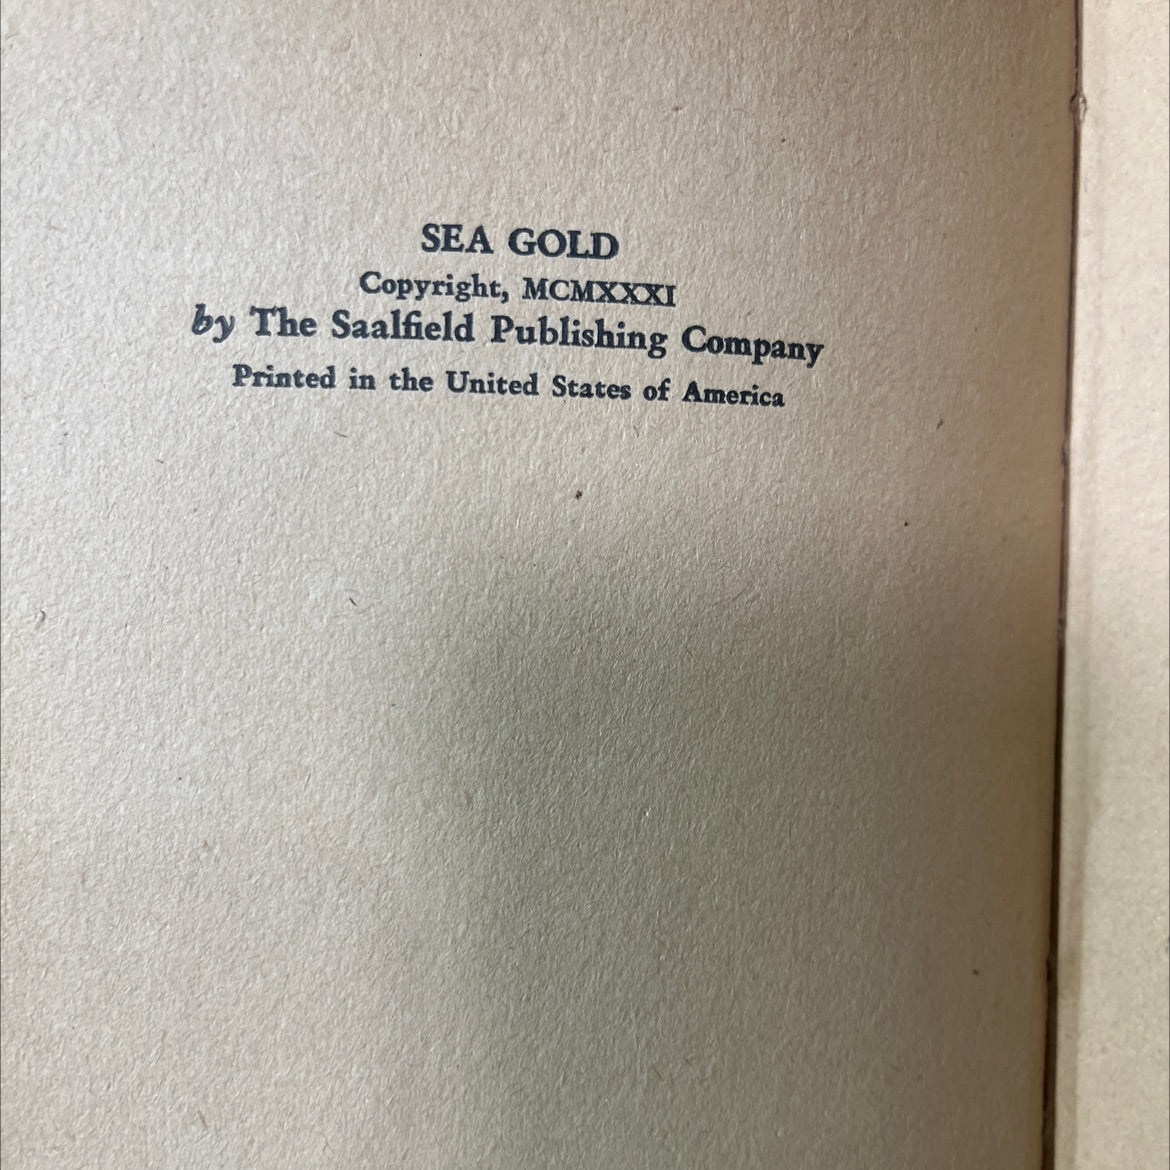 SEA GOLD
Copyright, MCMXXXI
by The Saalfield Publishing Company
Printed in the United States of America